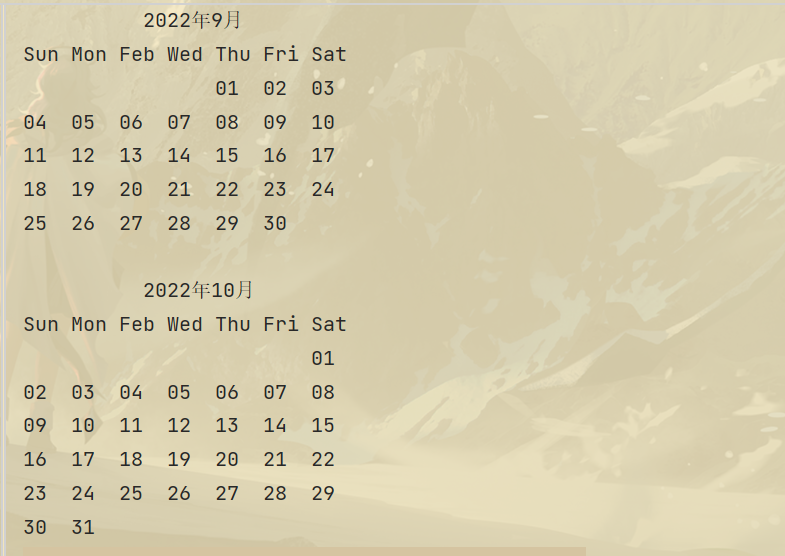 2022年9月
Sun Mon Feb Wed Thu Fri Sat
01 02 03
04 05 06 07 08 09 10
11 12 13 14 15 16 17
18 19 20 21 22 23 24
25 26 27 28 29 30
2022年10月
Sun Mon Feb Wed Thu Fri Sat
01
02 03 04 05 06 07 08
09 10 11 12 13 14 15
16 17 18 19 20 21 22
23 24 25 26 27 28 29
30 31